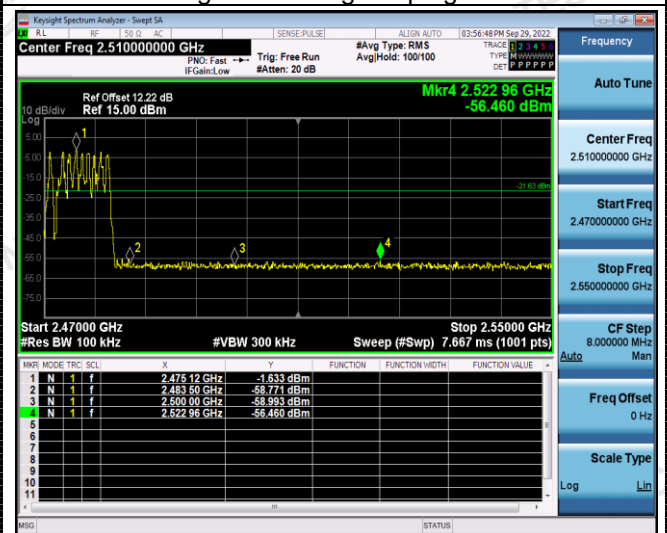 Keysight Spectrum Analyzer - Swept SA
RL RF 50 Ω AC SENSE:PULSE ALIGN AUTO 03:56:48 PM Sep 29, 2022
Center Freq 2.510000000 GHz
PNO: Fast
IFGain:Low
Trig: Free Run
#Atten: 20 dB
#Avg Type: RMS
Avg|Hold: 100/100
TRACE 1 2 3 4 5 6
TYPE M WWWWW
DET P P P P P P
Ref Offset 12.22 dB
10 dB/div Ref 15.00 dBm
Log
Mkr4 2.522 96 GHz
-56.460 dBm
5.00
-5.00
-15.0
-25.0
-35.0
-45.0
-55.0
-65.0
-75.0
1
2
3
4
-21.63 dBm
Start 2.47000 GHz Stop 2.55000 GHz
#Res BW 100 kHz #VBW 300 kHz Sweep (#Swp) 7.667 ms (1001 pts)
MKR MODE TRC SCL X Y FUNCTION FUNCTION WIDTH FUNCTION VALUE
1 N 1 f 2.475 12 GHz -1.633 dBm
2 N 1 f 2.483 50 GHz -58.771 dBm
3 N 1 f 2.500 00 GHz -58.993 dBm
4 N 1 f 2.522 96 GHz -56.460 dBm
5
6
7
8
9
10
11
MSG STATUS
Frequency
Auto Tune
Center Freq
2.510000000 GHz
Start Freq
2.470000000 GHz
Stop Freq
2.550000000 GHz
CF Step
8.000000 MHz
Auto Man
Freq Offset
0 Hz
Scale Type
Log Lin